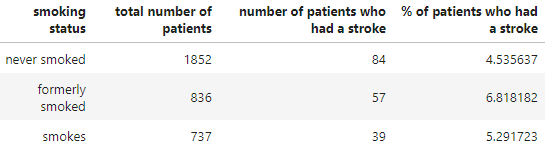 smoking status total number of patients number of patients who had a stroke % of patients who had a stroke
never smoked 1852 84 4.535637
formerly smoked 836 57 6.818182
smokes 737 39 5.291723